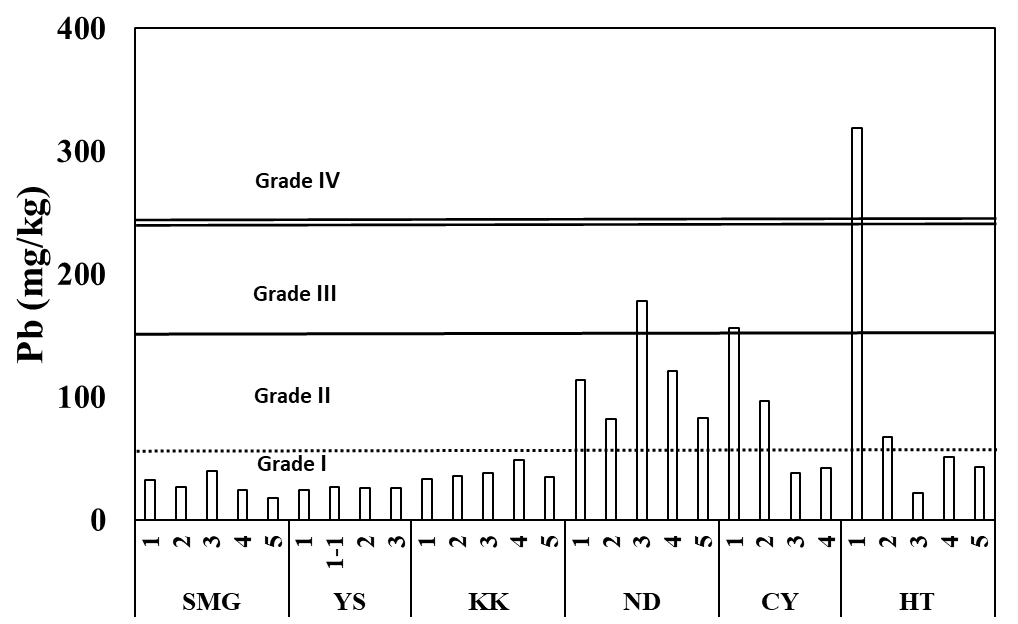 400
300
200
100
0
Pb (mg/kg)
Grade IV
Grade III
Grade II
Grade I
1 2 3 4 5 1 1-1 2 3 1 2 3 4 5 1 2 3 4 5 1 2 3 4 1 2 3 4 5
SMG YS KK ND CY HT